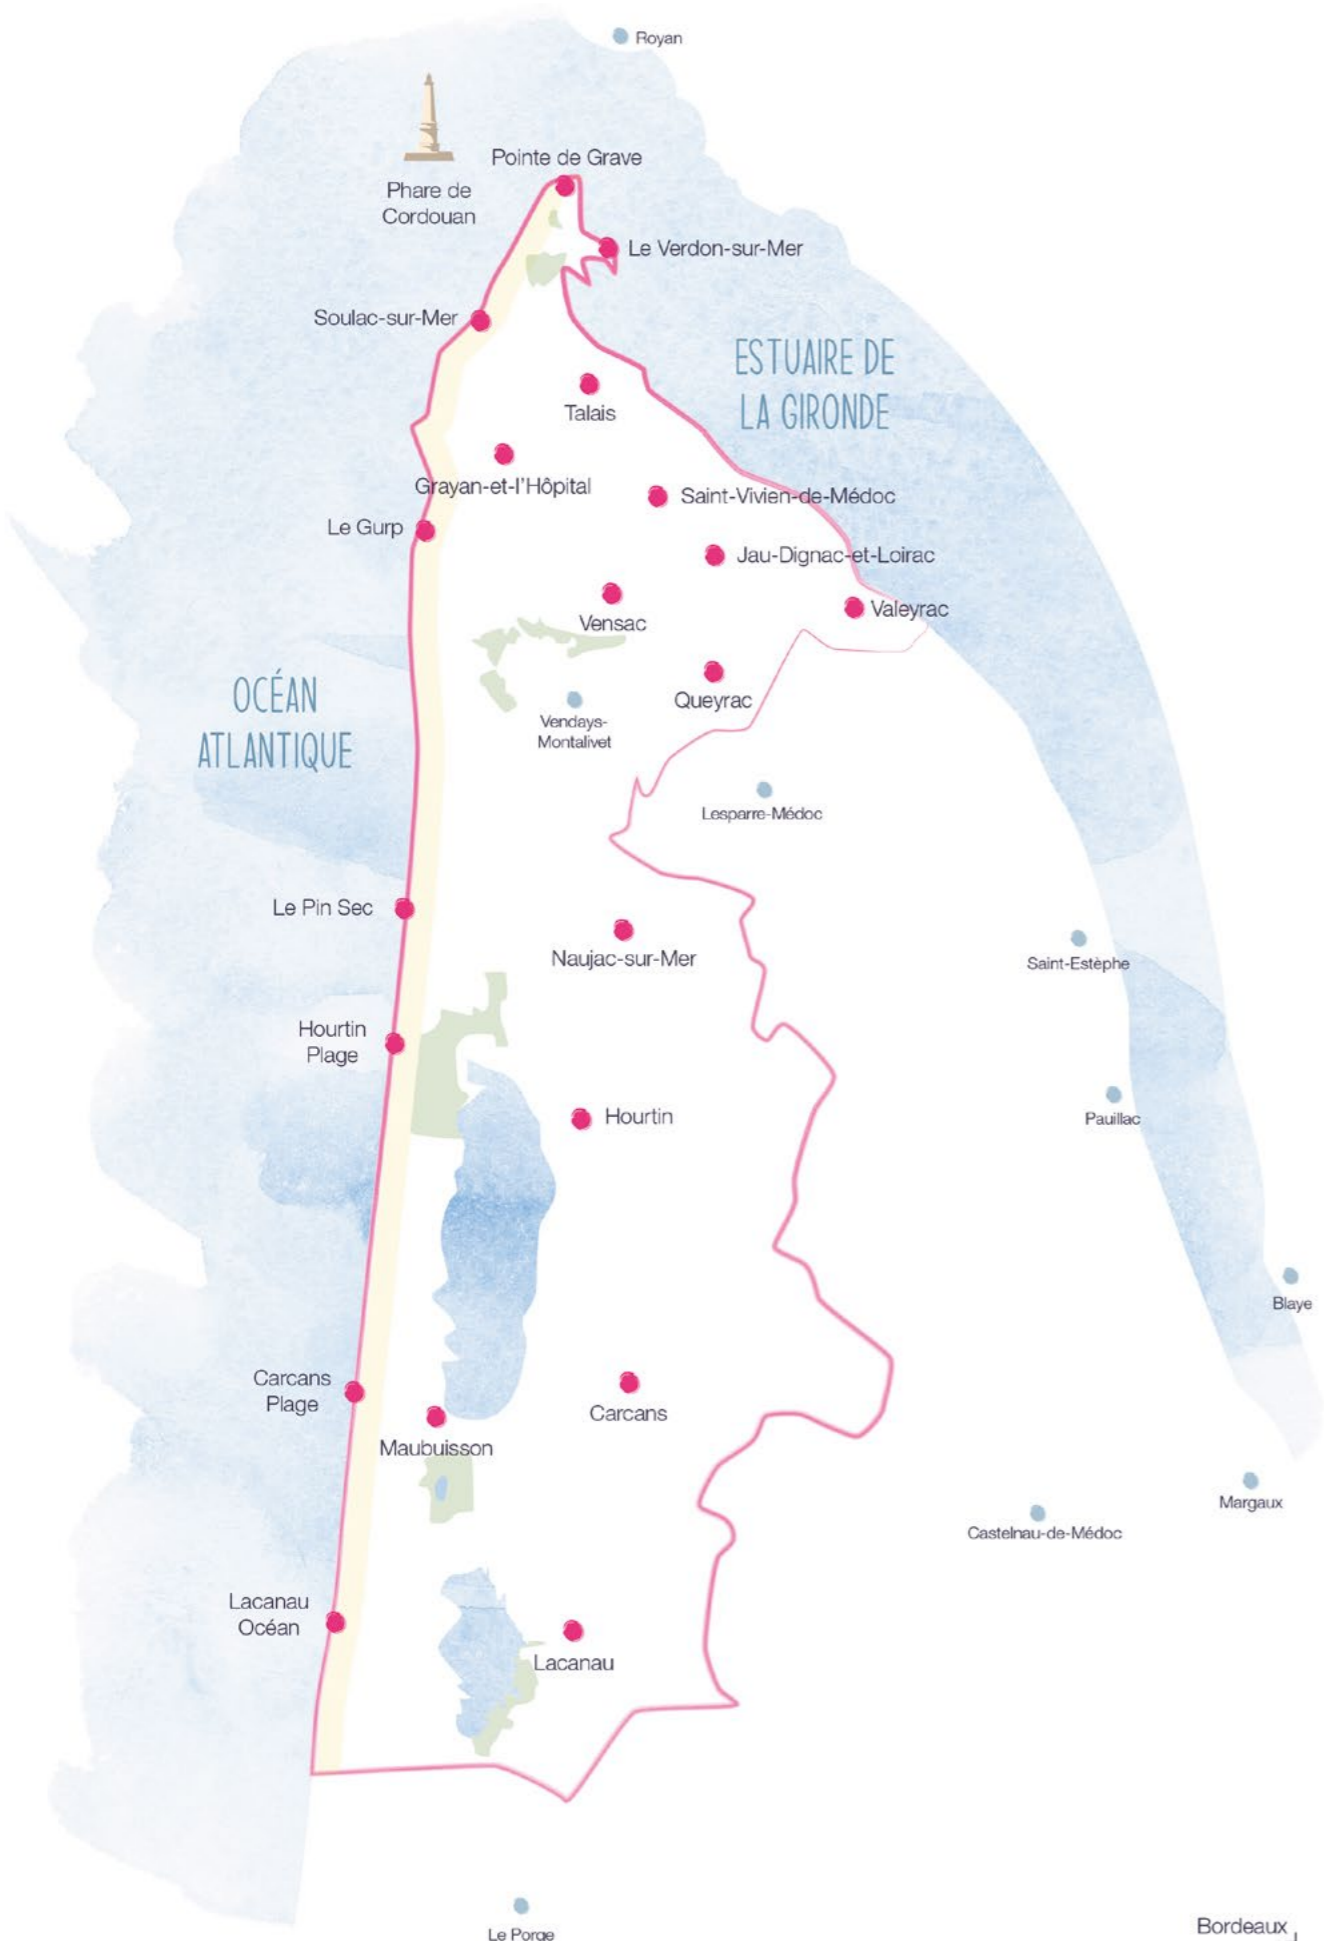 Royan
Pointe de Grave
Phare de
Cordouan
Le Verdon-sur-Mer
Soulac-sur-Mer
ESTUAIRE DE
LA GIRONDE
Talais
Grayan-et-l'Hôpital
Saint-Vivien-de-Médoc
Le Gurp
Jau-Dignac-et-Loirac
Valeyrac
Vensac
OCÉAN
ATLANTIQUE
Queyrac
Vendays-
Montalivet
Lesparre-Médoc
Le Pin Sec
Naujac-sur-Mer
Saint-Estèphe
Hourtin
Plage
Hourtin
Pauillac
Blaye
Carcans
Plage
Carcans
Maubuisson
Margaux
Castelnau-de-Médoc
Lacanau
Océan
Lacanau
Le Porge
Bordeaux